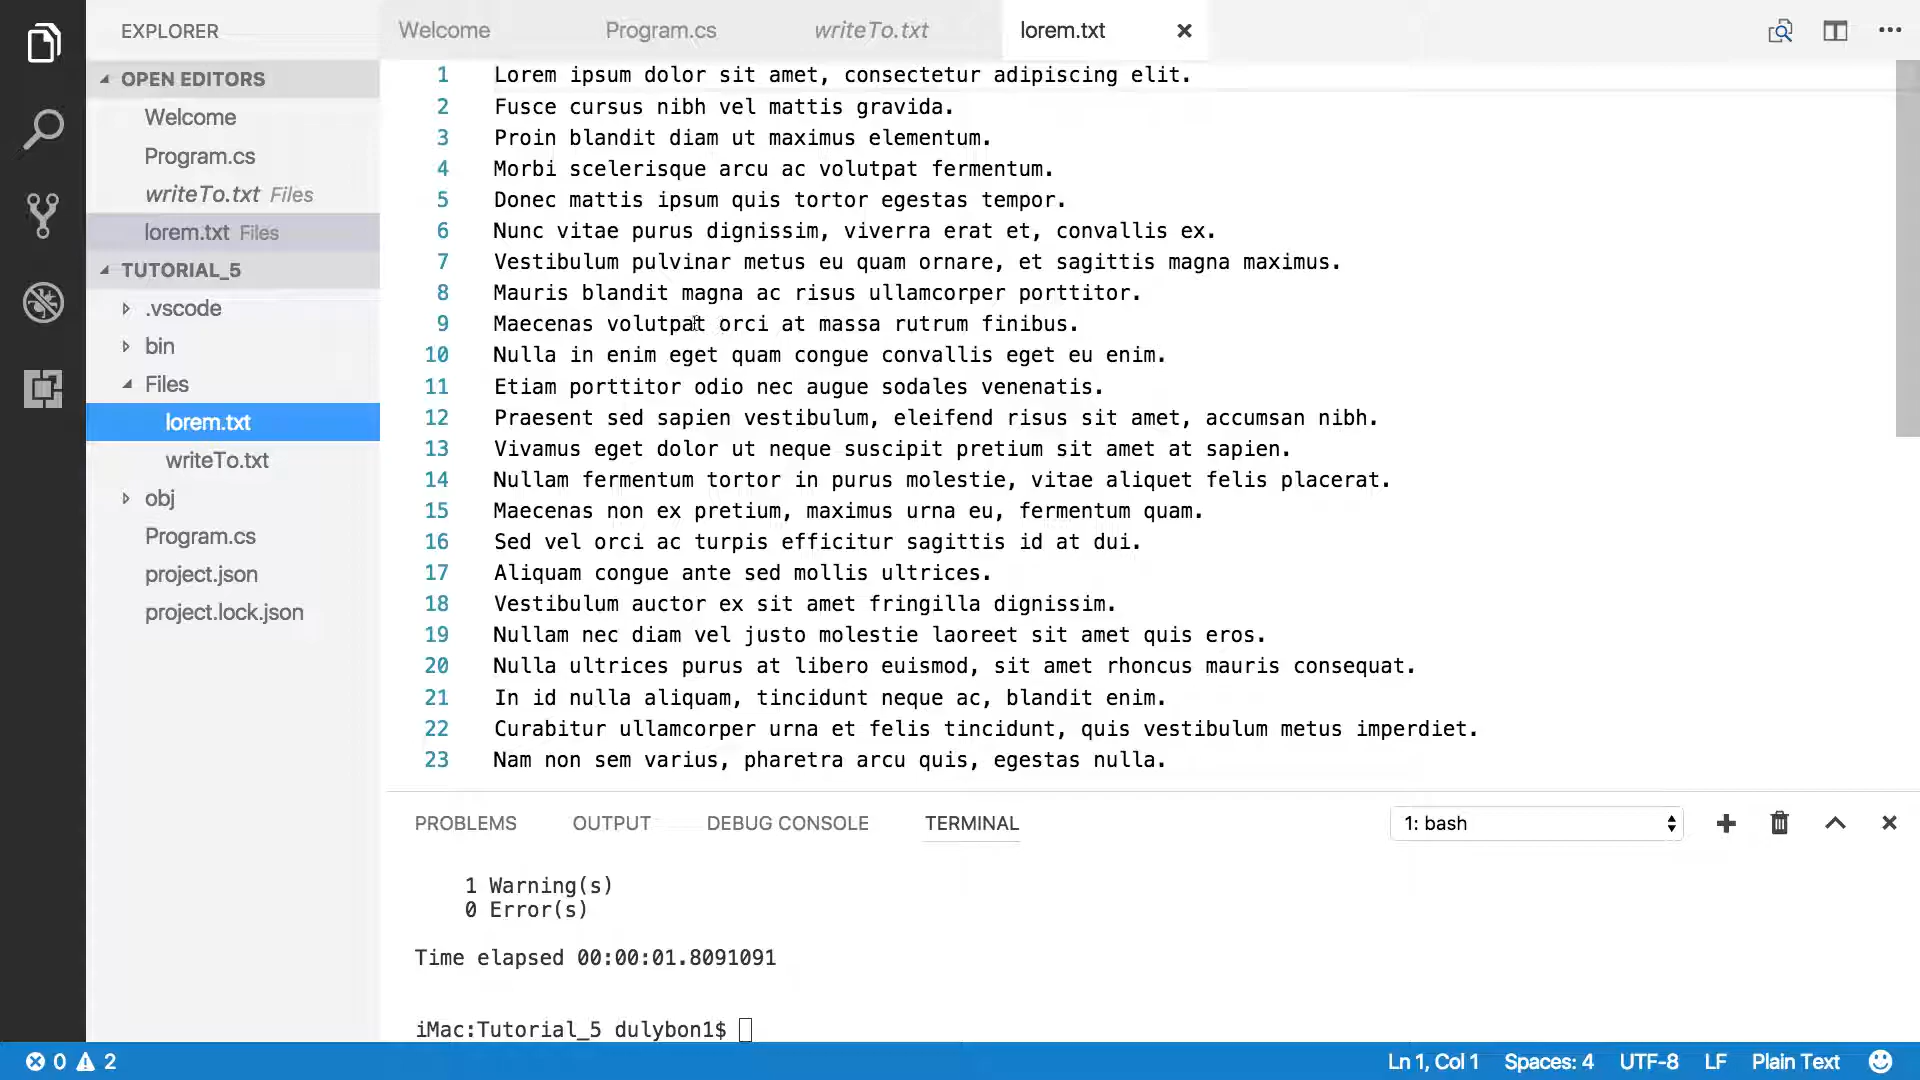 EXPLORER
OPEN EDITORS
Welcome
Program.cs
writeTo.txt Files
lorem.txt Files
TUTORIAL_5
.vscode
bin
Files
lorem.txt
writeTo.txt
obj
Program.cs
project.json
project.lock.json
Welcome Program.cs writeTo.txt lorem.txt
1 Lorem ipsum dolor sit amet, consectetur adipiscing elit.
2 Fusce cursus nibh vel mattis gravida.
3 Proin blandit diam ut maximus elementum.
4 Morbi scelerisque arcu ac volutpat fermentum.
5 Donec mattis ipsum quis tortor egestas tempor.
6 Nunc vitae purus dignissim, viverra erat et, convallis ex.
7 Vestibulum pulvinar metus eu quam ornare, et sagittis magna maximus.
8 Mauris blandit magna ac risus ullamcorper porttitor.
9 Maecenas volutpat orci at massa rutrum finibus.
10 Nulla in enim eget quam congue convallis eget eu enim.
11 Etiam porttitor odio nec augue sodales venenatis.
12 Praesent sed sapien vestibulum, eleifend risus sit amet, accumsan nibh.
13 Vivamus eget dolor ut neque suscipit pretium sit amet at sapien.
14 Nullam fermentum tortor in purus molestie, vitae aliquet felis placerat.
15 Maecenas non ex pretium, maximus urna eu, fermentum quam.
16 Sed vel orci ac turpis efficitur sagittis id at dui.
17 Aliquam congue ante sed mollis ultrices.
18 Vestibulum auctor ex sit amet fringilla dignissim.
19 Nullam nec diam vel justo molestie laoreet sit amet quis eros.
20 Nulla ultrices purus at libero euismod, sit amet rhoncus mauris consequat.
21 In id nulla aliquam, tincidunt neque ac, blandit enim.
22 Curabitur ullamcorper urna et felis tincidunt, quis vestibulum metus imperdiet.
23 Nam non sem varius, pharetra arcu quis, egestas nulla.
PROBLEMS OUTPUT DEBUG CONSOLE TERMINAL 1: bash
1 Warning(s)
0 Error(s)
Time elapsed 00:00:01.8091091
iMac:Tutorial_5 dulybon1$
0 2 Ln 1, Col 1 Spaces: 4 UTF-8 LF Plain Text